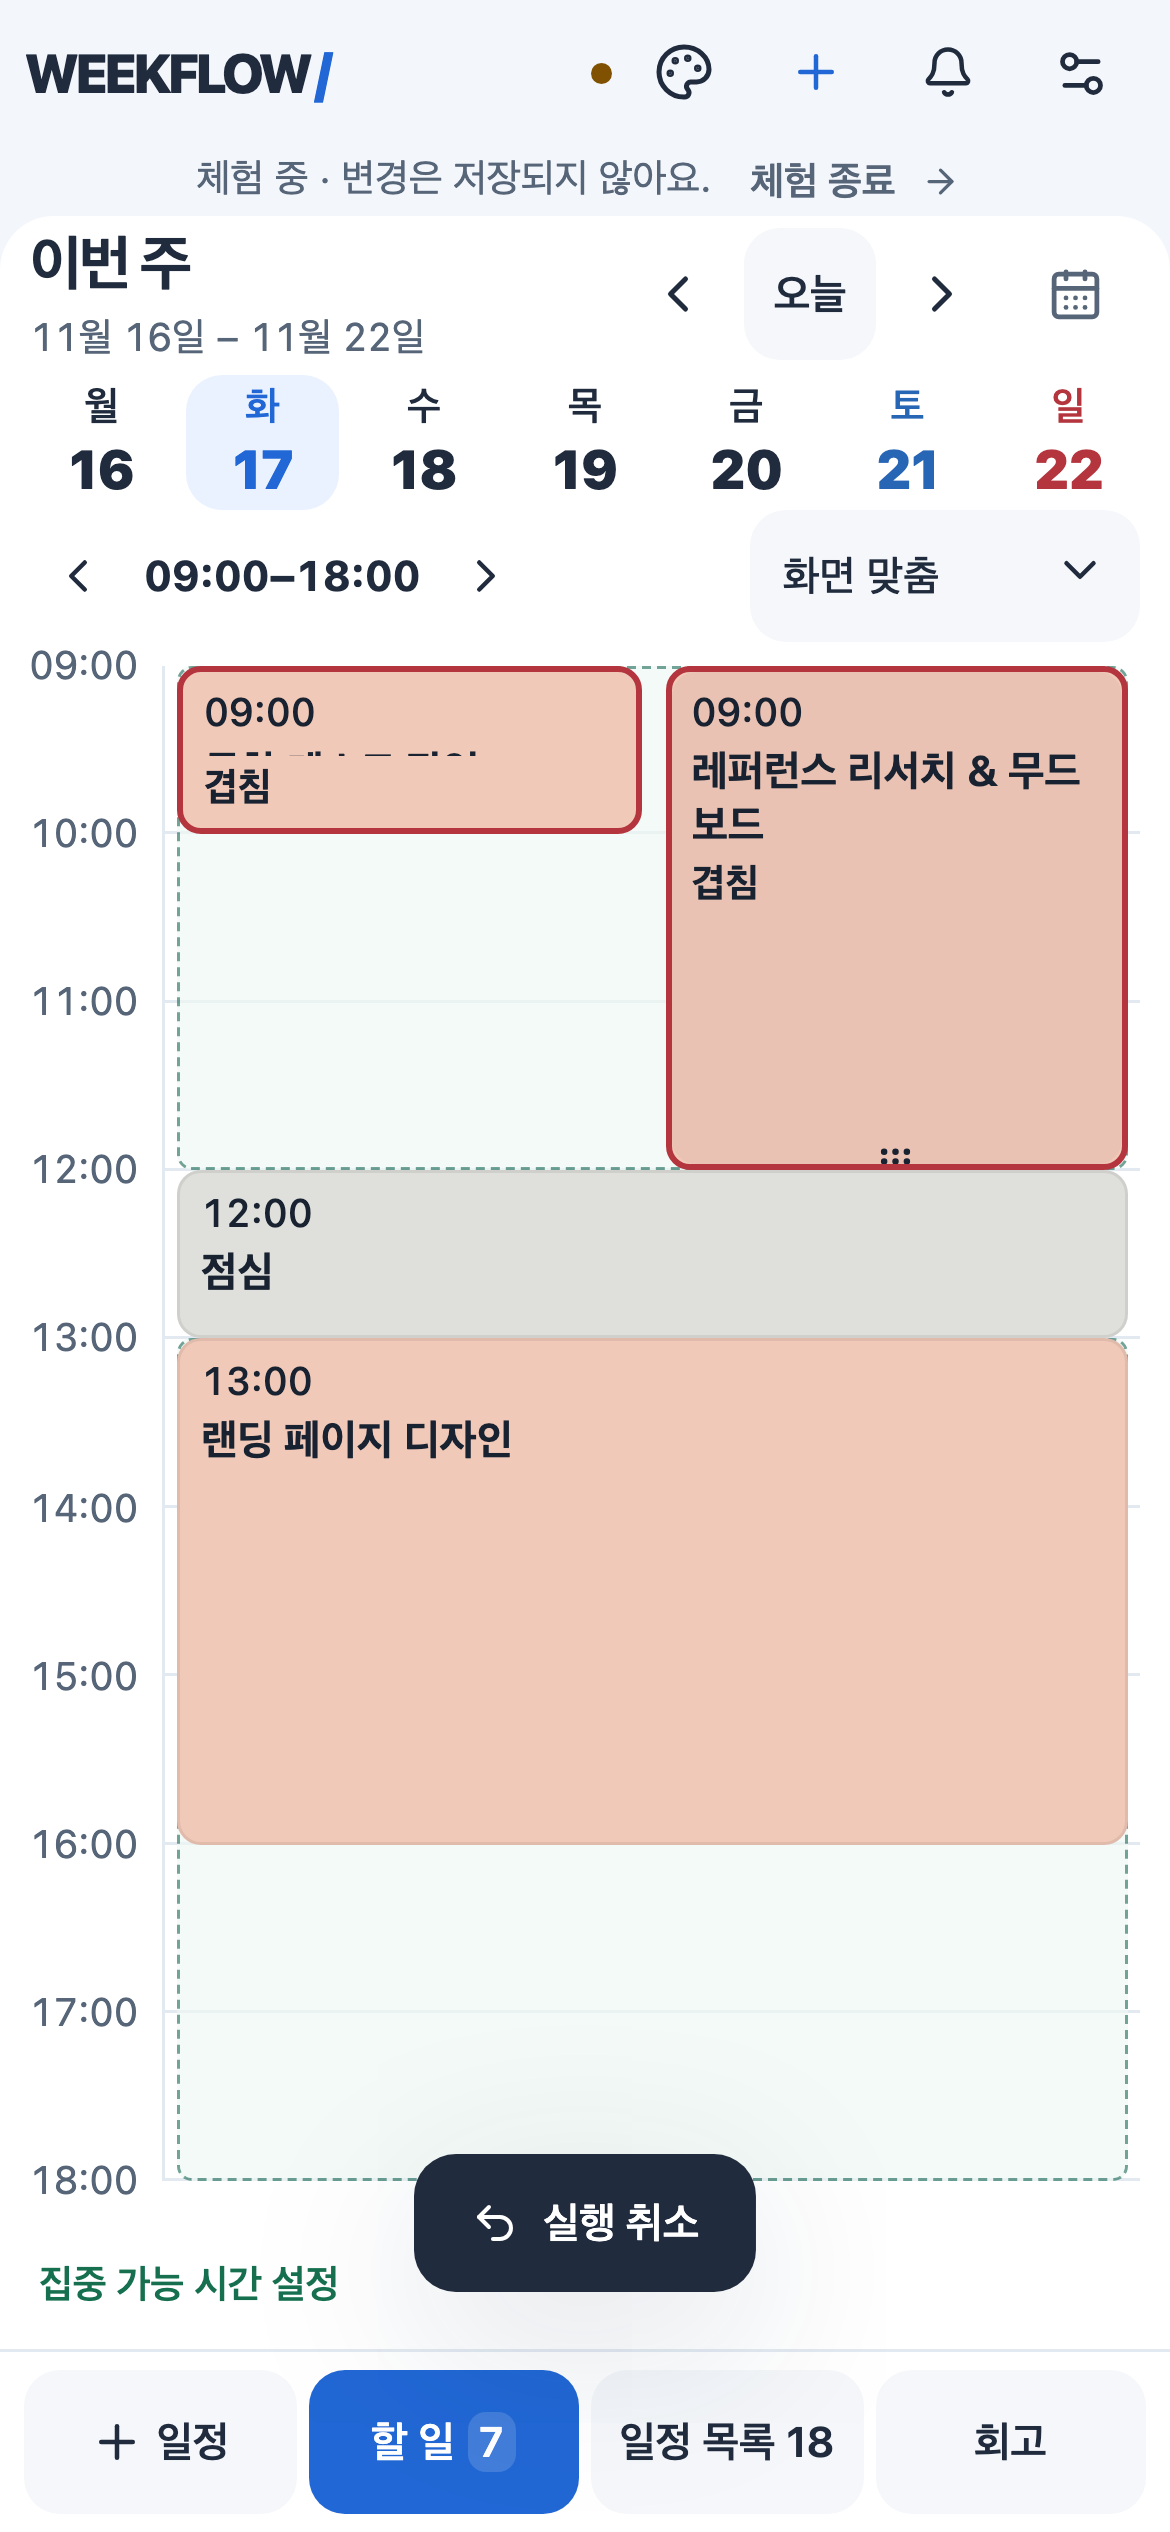 WEEKFLOW/
체험 중 · 변경은 저장되지 않아요. 체험 종료 →
이번 주
오늘
11월 16일 – 11월 22일
월 화 수 목 금 토 일
16 17 18 19 20 21 22
09:00–18:00
화면 맞춤
09:00
09:00
겹침
09:00
레퍼런스 리서치 & 무드
보드
겹침
10:00
11:00
12:00
12:00
점심
13:00
13:00
랜딩 페이지 디자인
14:00
15:00
16:00
17:00
18:00
실행 취소
집중 가능 시간 설정
+ 일정
할 일 7
일정 목록 18
회고